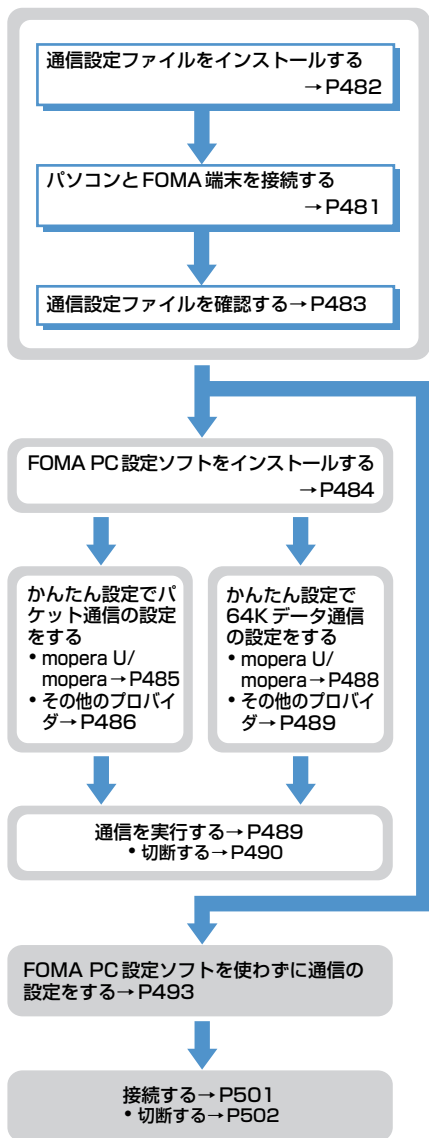 通信設定ファイルをインストールする
→P482
パソコンとFOMA端末を接続する
→P481
通信設定ファイルを確認する→P483
FOMA PC設定ソフトをインストールする
→P484
かんたん設定でパ
ケット通信の設定
をする
• mopera U/
mopera→P485
• その他のプロバイ
ダ→P486
かんたん設定で
64Kデータ通信
の設定をする
• mopera U/
mopera→P488
• その他のプロバイ
ダ→P489
通信を実行する→P489
• 切断する→P490
FOMA PC設定ソフトを使わずに通信の
設定をする→P493
接続する→P501
• 切断する→P502